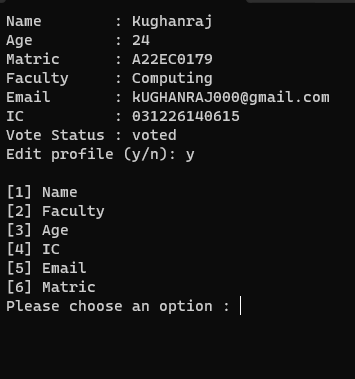 Name         : Kughanraj
Age          : 24
Matric       : A22EC0179
Faculty      : Computing
Email        : kUGHANRAJ000@gmail.com
IC           : 031226140615
Vote Status : voted
Edit profile (y/n): y
[1] Name
[2] Faculty
[3] Age
[4] IC
[5] Email
[6] Matric
Please choose an option :